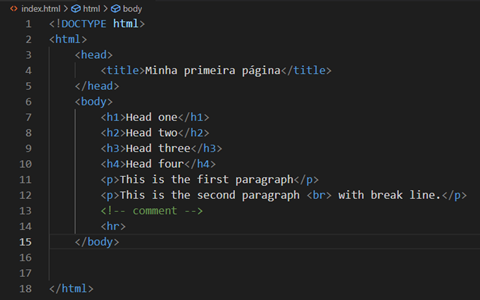 index.html > html > body
1 <!DOCTYPE html>
2 <html>
3 <head>
4 <title>Minha primeira página</title>
5 </head>
6 <body>
7 <h1>Head one</h1>
8 <h2>Head two</h2>
9 <h3>Head three</h3>
10 <h4>Head four</h4>
11 <p>This is the first paragraph</p>
12 <p>This is the second paragraph <br> with break line.</p>
13 <!-- comment -->
14 <hr>
15 </body>
16
17
18 </html>